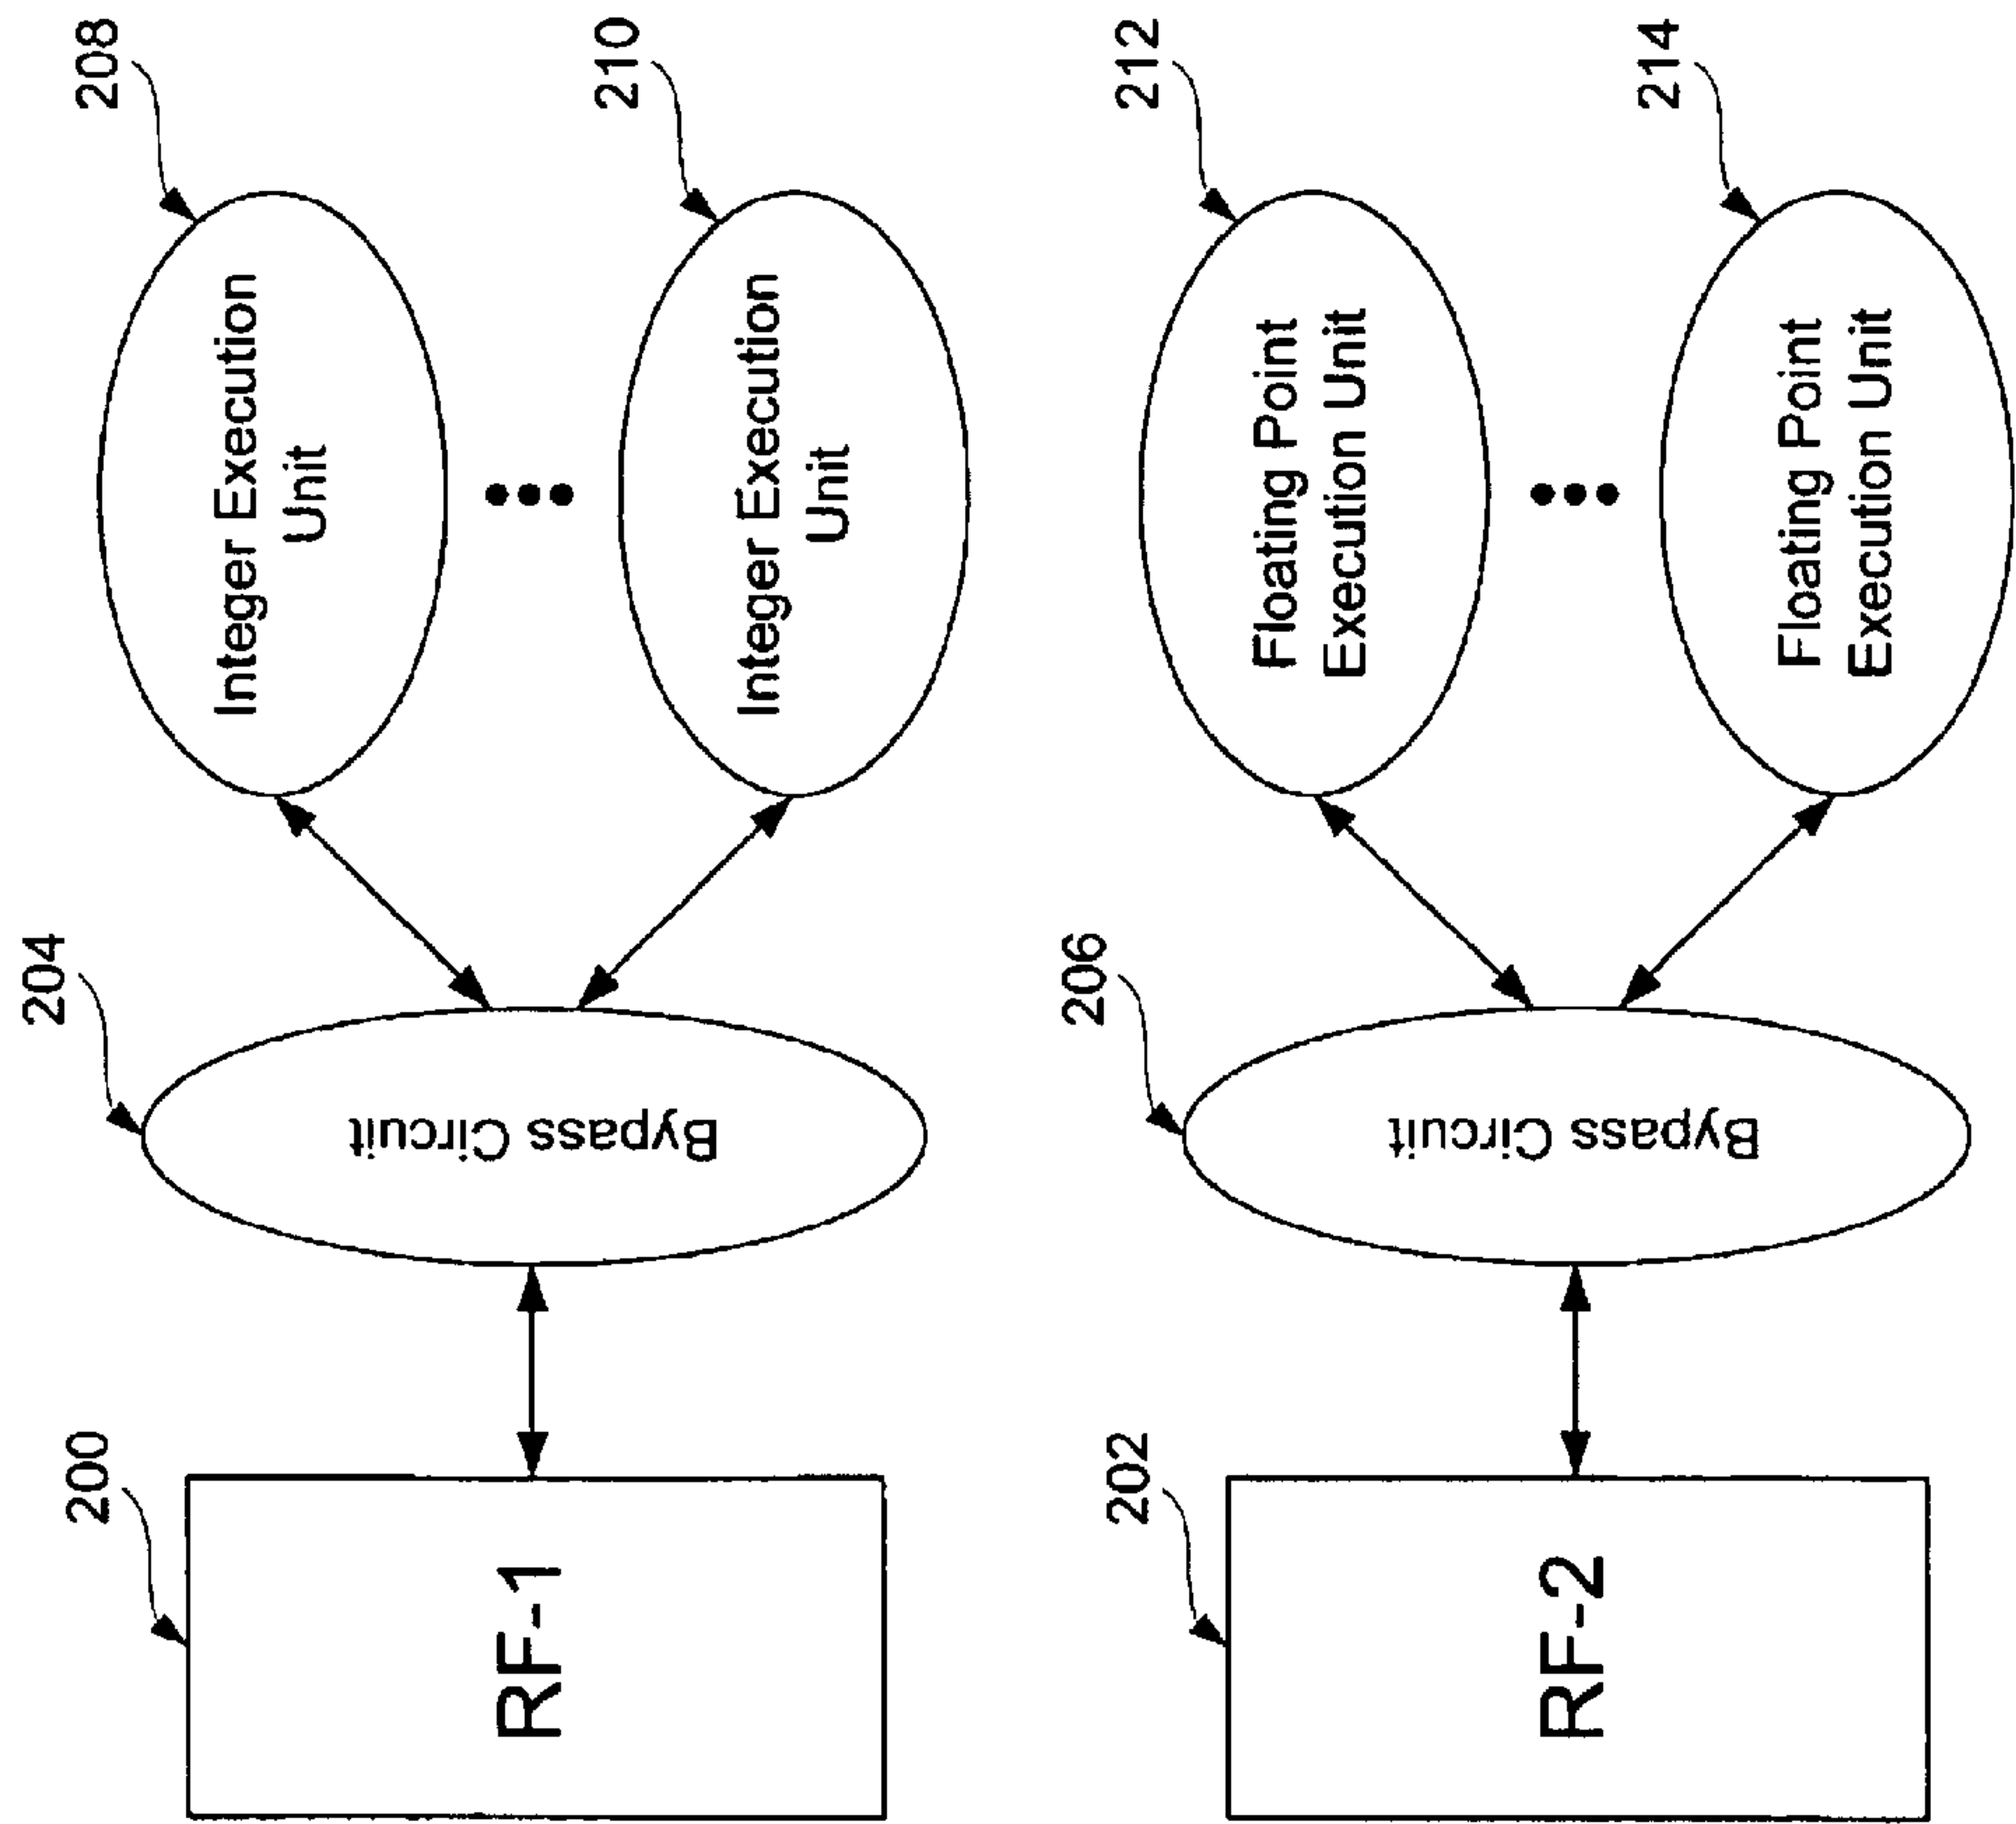 208
Integer Execution
Unit
210
Integer Execution
Unit
204
Bypass Circuit
200
RF-1
212
Floating Point
Execution Unit
214
Floating Point
Execution Unit
206
Bypass Circuit
202
RF-2